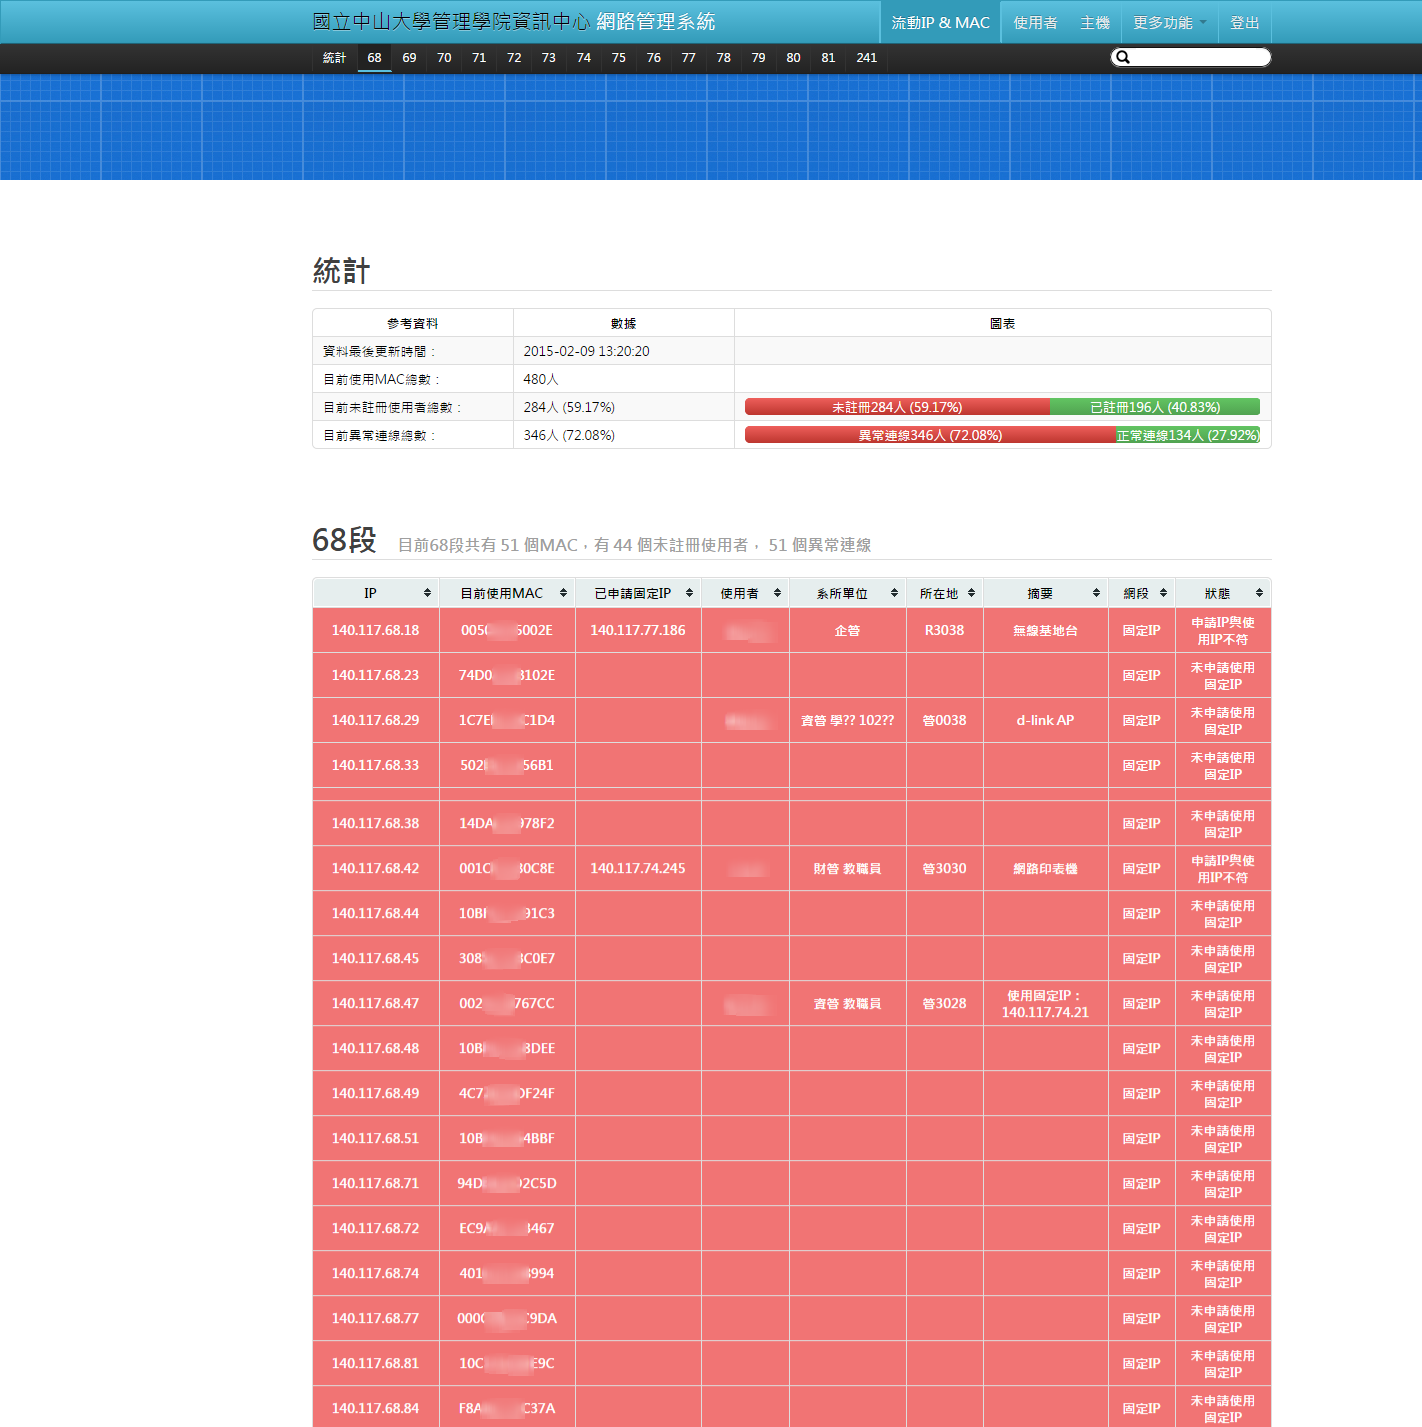 國立中山大學管理學院資訊中心 網路管理系統
流動IP & MAC 使用者 主機 更多功能 登出
統計 68 69 70 71 72 73 74 75 76 77 78 79 80 81 241
統計
參考資料 數據 圖表
資料最後更新時間： 2015-02-09 13:20:20
目前使用MAC總數： 480人
目前未註冊使用者總數： 284人 (59.17%) 未註冊284人 (59.17%) 已註冊196人 (40.83%)
目前異常連線總數： 346人 (72.08%) 異常連線346人 (72.08%) 正常連線134人 (27.92%)
68段 目前68段共有 51 個MAC，有 44 個未註冊使用者， 51 個異常連線
IP 目前使用MAC 已申請固定IP 使用者 系所單位 所在地 摘要 網段 狀態
140.117.68.18 005 5002E 140.117.77.186 企管 R3038 無線基地台 固定IP 申請IP與使
用IP不符
140.117.68.23 74D 3102E 固定IP 未申請使用
固定IP
140.117.68.29 1C7E C1D4 資管 學?? 102?? 管0038 d-link AP 固定IP 未申請使用
固定IP
140.117.68.33 502 56B1 固定IP 未申請使用
固定IP
140.117.68.38 14DA 978F2 固定IP 未申請使用
固定IP
140.117.68.42 001C 30C8E 140.117.74.245 財管 教職員 管3030 網路印表機 固定IP 申請IP與使
用IP不符
140.117.68.44 10B 91C3 固定IP 未申請使用
固定IP
140.117.68.45 308 3C0E7 固定IP 未申請使用
固定IP
140.117.68.47 002 767CC 資管 教職員 管3028 使用固定IP：
140.117.74.21 固定IP 未申請使用
固定IP
140.117.68.48 10B 3DEE 固定IP 未申請使用
固定IP
140.117.68.49 4C7 DF24F 固定IP 未申請使用
固定IP
140.117.68.51 10B 4BBF 固定IP 未申請使用
固定IP
140.117.68.71 94D 92C5D 固定IP 未申請使用
固定IP
140.117.68.72 EC9 3467 固定IP 未申請使用
固定IP
140.117.68.74 401 3994 固定IP 未申請使用
固定IP
140.117.68.77 000 C9DA 固定IP 未申請使用
固定IP
140.117.68.81 10C E9C 固定IP 未申請使用
固定IP
140.117.68.84 F8A C37A 固定IP 未申請使用
固定IP